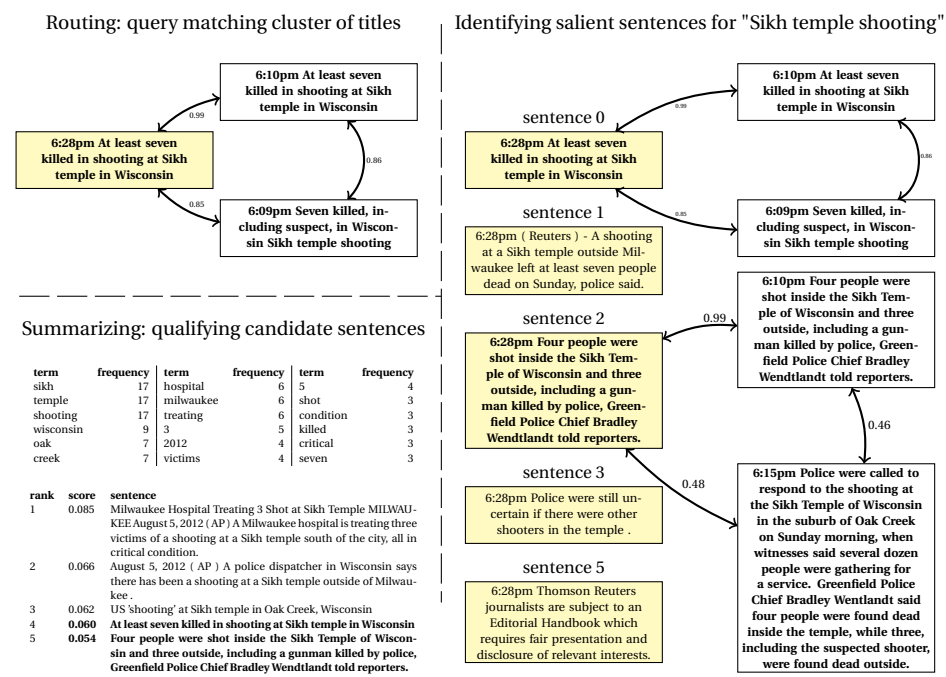 Routing: query matching cluster of titles
6:10pm At least seven
killed in shooting at Sikh
temple in Wisconsin
0.99
6:28pm At least seven
killed in shooting at Sikh
temple in Wisconsin
0.86
0.85
6:09pm Seven killed, in-
cluding suspect, in Wiscon-
sin Sikh temple shooting
Summarizing: qualifying candidate sentences
term frequency term frequency term frequency
sikh 17 hospital 6 5 4
temple 17 milwaukee 6 shot 3
shooting 17 treating 6 condition 3
wisconsin 9 3 5 killed 3
oak 7 2012 4 critical 3
creek 7 victims 4 seven 3
rank score sentence
1 0.085 Milwaukee Hospital Treating 3 Shot at Sikh Temple MILWAU-
KEE August 5, 2012 ( AP ) A Milwaukee hospital is treating three
victims of a shooting at a Sikh temple south of the city, all in
critical condition.
2 0.066 August 5, 2012 ( AP ) A police dispatcher in Wisconsin says
there has been a shooting at a Sikh temple outside of Milwau-
kee .
3 0.062 US 'shooting' at Sikh temple in Oak Creek, Wisconsin
4 0.060 At least seven killed in shooting at Sikh temple in Wisconsin
5 0.054 Four people were shot inside the Sikh Temple of Wiscon-
sin and three outside, including a gunman killed by police,
Greenfield Police Chief Bradley Wendtlandt told reporters.
Identifying salient sentences for "Sikh temple shooting"
6:10pm At least seven
killed in shooting at Sikh
temple in Wisconsin
0.99
sentence 0
6:28pm At least seven
killed in shooting at Sikh
temple in Wisconsin
0.86
0.85
6:09pm Seven killed, in-
cluding suspect, in Wiscon-
sin Sikh temple shooting
sentence 1
6:28pm ( Reuters ) - A shooting
at a Sikh temple outside Mil-
waukee left at least seven people
dead on Sunday, police said.
sentence 2
6:28pm Four people were
shot inside the Sikh Tem-
ple of Wisconsin and three
outside, including a gun-
man killed by police, Green-
field Police Chief Bradley
Wendtlandt told reporters.
0.99
6:10pm Four people were
shot inside the Sikh Tem-
ple of Wisconsin and three
outside, including a gun-
man killed by police, Green-
field Police Chief Bradley
Wendtlandt told reporters.
0.46
0.48
sentence 3
6:28pm Police were still un-
certain if there were other
shooters in the temple .
sentence 5
6:28pm Thomson Reuters
journalists are subject to an
Editorial Handbook which
requires fair presentation and
disclosure of relevant interests.
6:15pm Police were called to
respond to the shooting at
the Sikh Temple of Wisconsin
in the suburb of Oak Creek
on Sunday morning, when
witnesses said several dozen
people were gathering for
a service. Greenfield Police
Chief Bradley Wentlandt said
four people were found dead
inside the temple, while three,
including the suspected shooter,
were found dead outside.